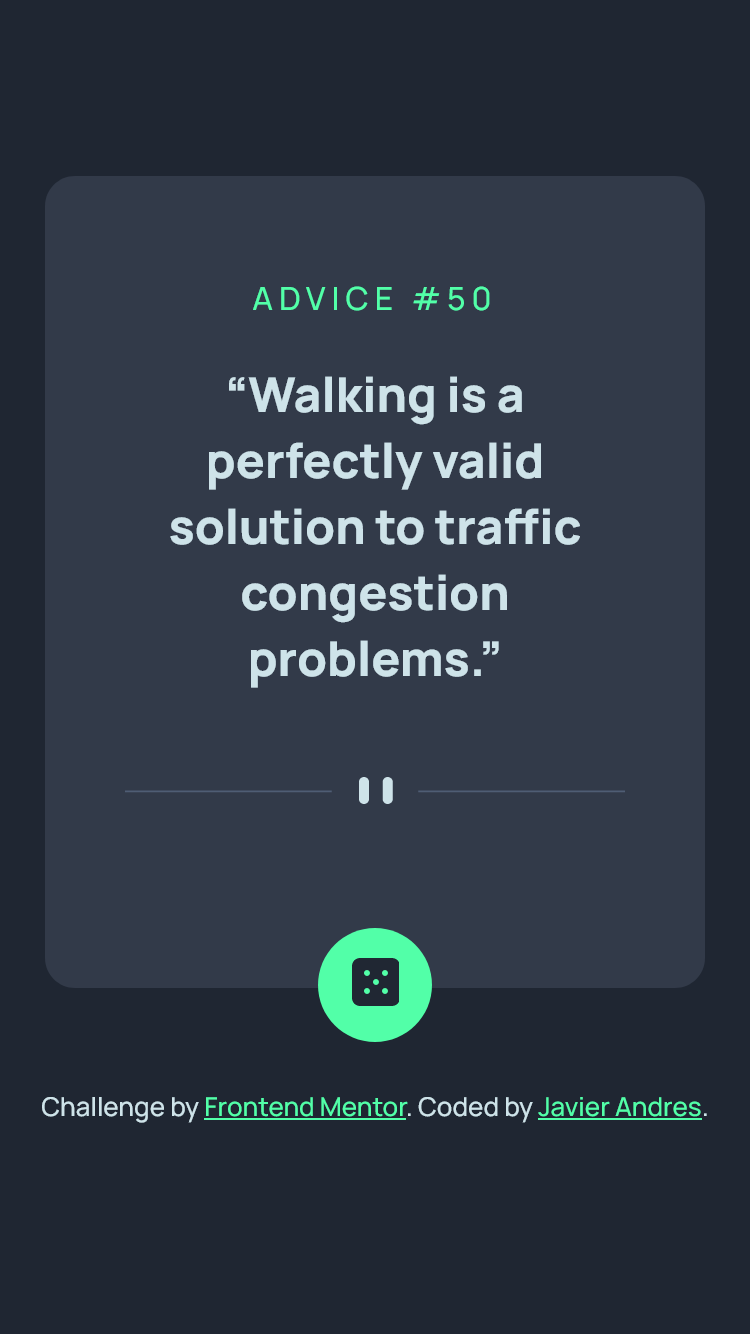 ADVICE #50
“Walking is a
perfectly valid
solution to traffic
congestion
problems.”
Challenge by Frontend Mentor. Coded by Javier Andres.